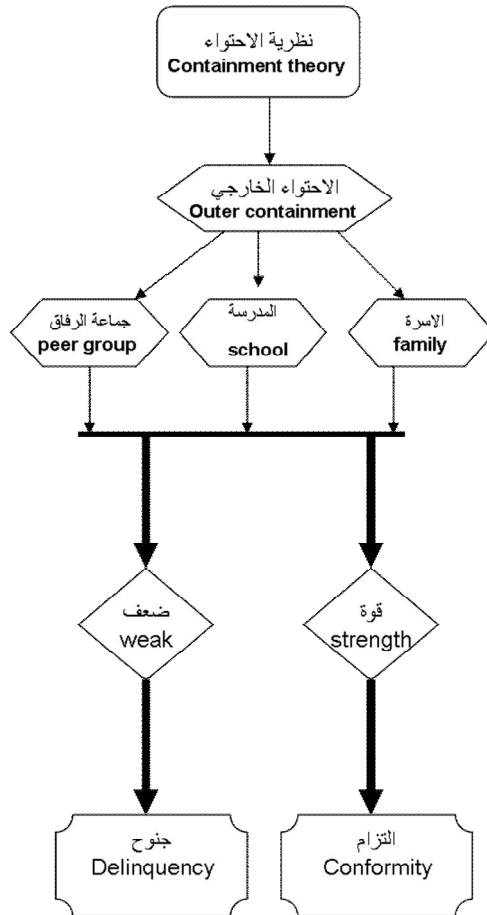 نظرية الاحتواء
Containment theory
الاحتواء الخارجي
Outer containment
جماعة الرفاق
peer group
المدرسة
school
الاسرة
family
ضعف
weak
قوة
strength
جنوح
Delinquency
التزام
Conformity